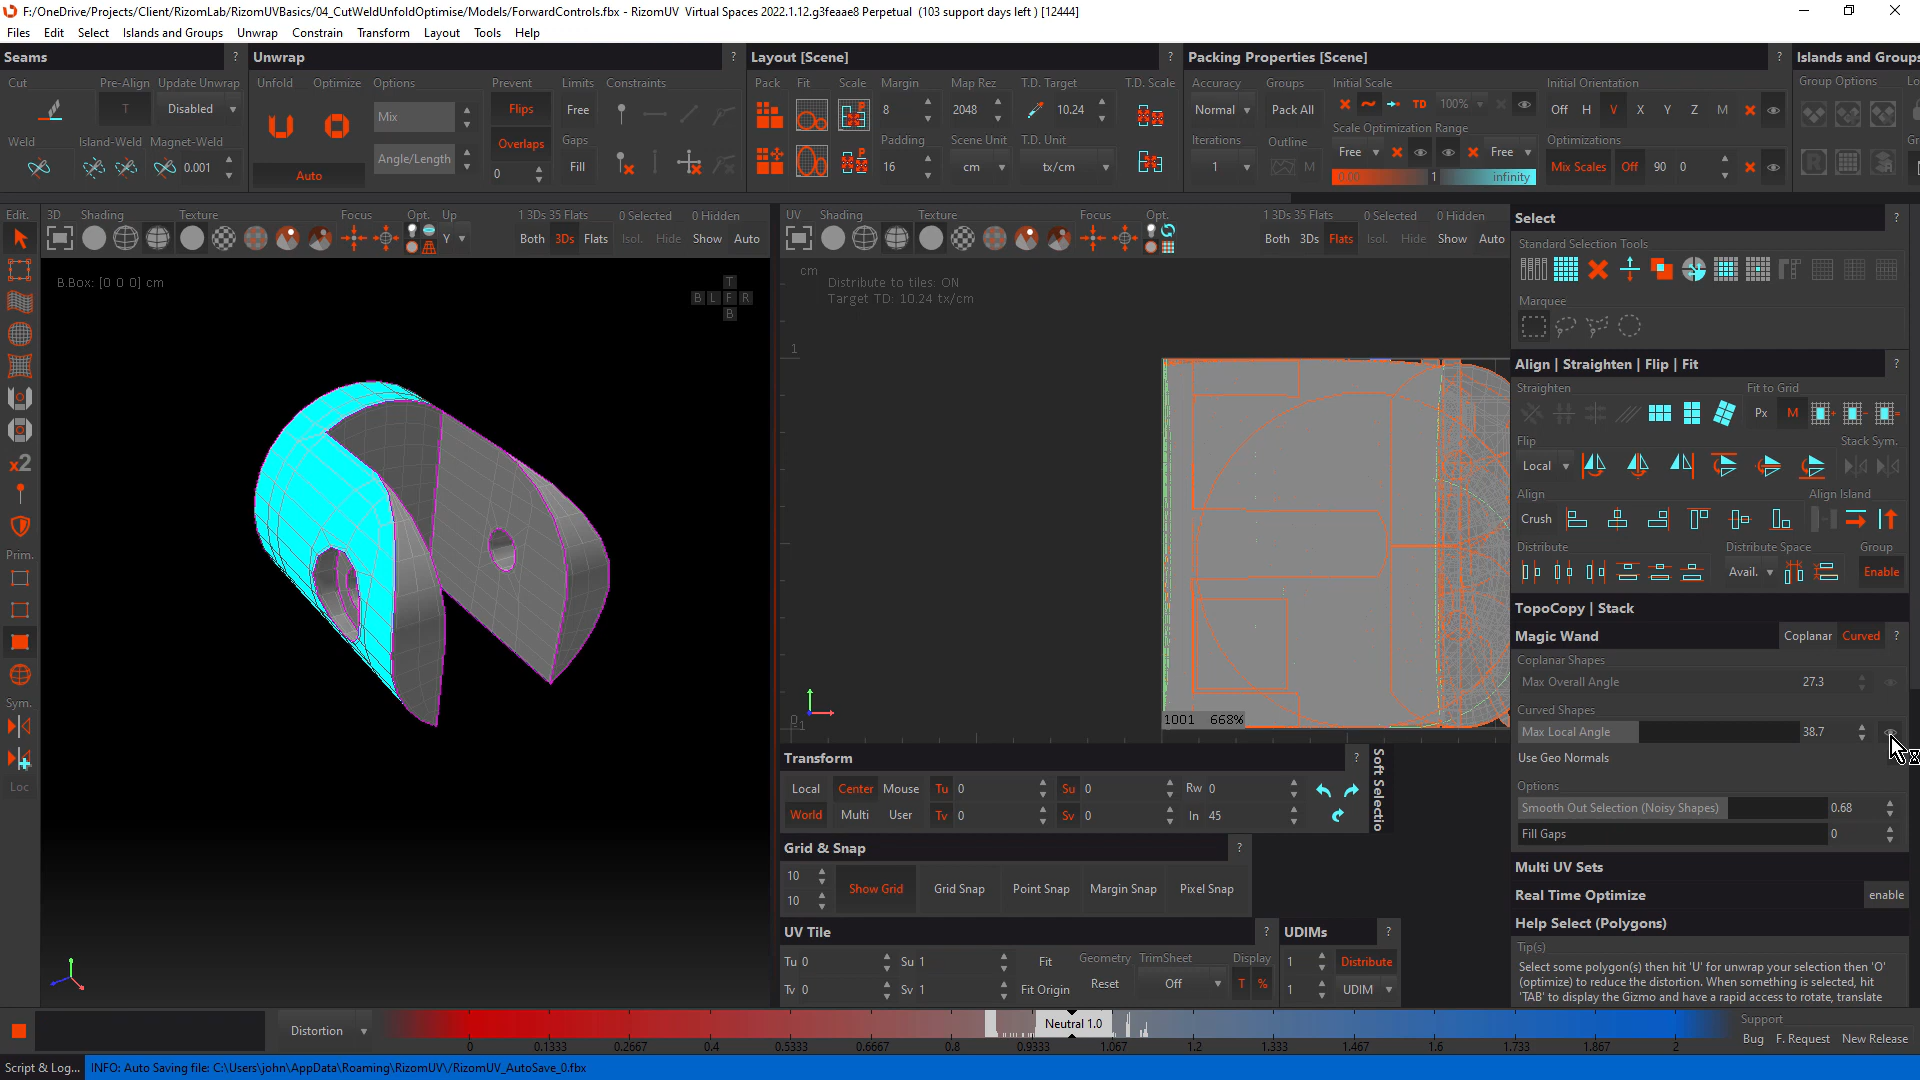 F:/OneDrive/Projects/Client/RizomLab/RizomUVBasics/04_CutWeldUnfoldOptimise/Models/ForwardControls.fbx - RizomUV Virtual Spaces 2022.1.12.g3feaae8 Perpetual (103 support days left ) [12444]
Files Edit Select Islands and Groups Unwrap Constrain Transform Layout Tools Help
Seams ? Unwrap ? Layout [Scene] ? Packing Properties [Scene] ? Islands and Groups
Cut Pre-Align Update Unwrap Unfold Optimize Options Prevent Limits Constraints Pack Fit Scale Margin Map Rez T.D. Target T.D. Scale Accuracy Groups Initial Scale Initial Orientation Group Options
T Disabled Mix Flips Free 8 2048 10.24 Normal Pack All TD 100% Off H V X Y Z M
Weld Island-Weld Magnet-Weld Gaps Padding Scene Unit T.D. Unit Iterations Outline Scale Optimization Range Optimizations
0.001 Auto Angle/Length Overlaps 0 Fill 16 cm tx/cm 1 M Free Free Mix Scales Off 90 0
0.00 1 infinity
Edit. 3D Shading Texture Focus Opt. Up 1 3Ds 35 Flats 0 Selected 0 Hidden
Y Both 3Ds Flats Isol. Hide Show Auto
UV Shading Texture Focus Opt. 1 3Ds 35 Flats 0 Selected 0 Hidden
Both 3Ds Flats Isol. Hide Show Auto
B.Box: [0 0 0] cm
T
B L F R
B
cm
Distribute to tiles: ON
Target TD: 10.24 tx/cm
1
1001 668%
x2
Prim.
Sym.
Loc
Select ?
Standard Selection Tools
Marquee
Align | Straighten | Flip | Fit ?
Straighten Fit to Grid
Px M
Flip Stack Sym.
Local
Align Align Island
Crush
Distribute Distribute Space Group
Avail. Enable
TopoCopy | Stack
Magic Wand Coplanar Curved ?
Coplanar Shapes
Max Overall Angle 27.3
Curved Shapes
Max Local Angle 38.7
Use Geo Normals
Options
Smooth Out Selection (Noisy Shapes) 0.68
Fill Gaps 0
Multi UV Sets
Real Time Optimize enable
Help Select (Polygons)
Tip(s)
Select some polygon(s) then hit 'U' for unwrap your selection then 'O'
(optimize) to reduce the distortion. When something is selected, hit
'TAB' to display the Gizmo and have a rapid access to rotate, translate
Transform ?
Local Center Mouse Tu 0 Su 0 Rw 0
World Multi User Tv 0 Sv 0 In 45
Soft Selectio
Grid & Snap ?
10
10
Show Grid Grid Snap Point Snap Margin Snap Pixel Snap
UV Tile ? UDIMs ?
Tu 0 Su 1 Fit Geometry TrimSheet Display 1 Distribute
Tv 0 Sv 1 Fit Origin Reset Off T % 1 UDIM
Distortion Neutral 1.0
0 0.1333 0.2667 0.4 0.5333 0.6667 0.8 0.9333 1.067 1.2 1.333 1.467 1.6 1.733 1.867 2
Support
Bug F. Request New Release
Script & Log... INFO: Auto Saving file: C:\Users\john\AppData\Roaming\RizomUV\/RizomUV_AutoSave_0.fbx